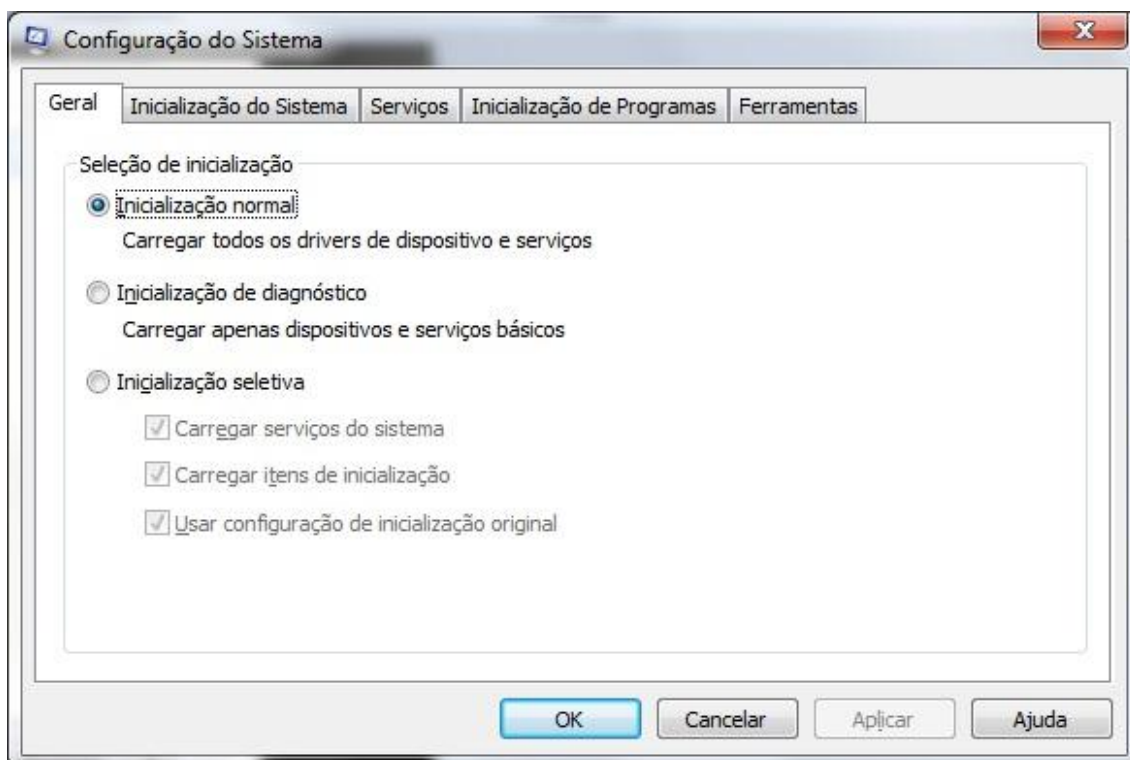 Configuração do Sistema
Geral
Inicialização do Sistema
Serviços
Inicialização de Programas
Ferramentas
Seleção de inicialização
Inicialização normal
Carregar todos os drivers de dispositivo e serviços
Inicialização de diagnóstico
Carregar apenas dispositivos e serviços básicos
Inicialização seletiva
Carregar serviços do sistema
Carregar itens de inicialização
Usar configuração de inicialização original
OK
Cancelar
Aplicar
Ajuda